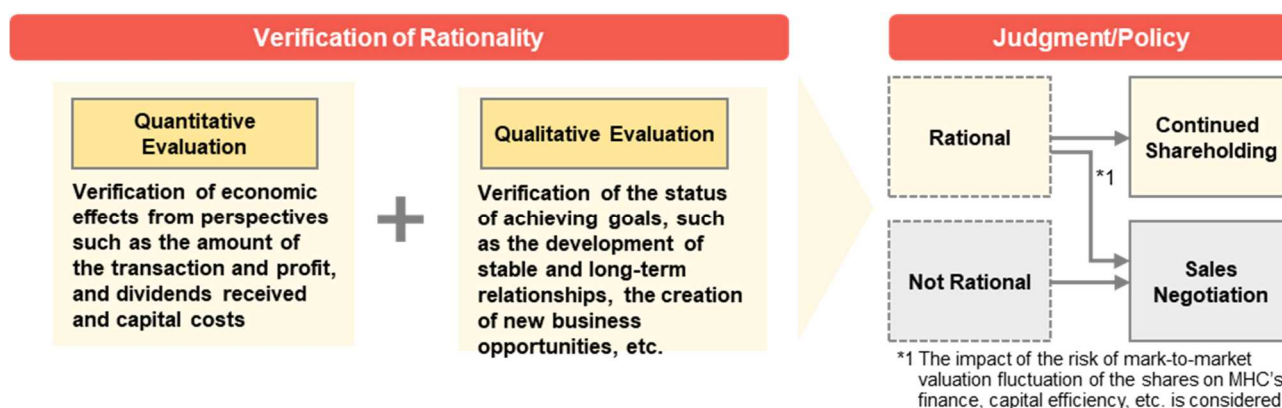 Verification of Rationality
Quantitative
Evaluation
Verification of economic
effects from perspectives
such as the amount of
the transaction and profit,
and dividends received
and capital costs
+
Qualitative Evaluation
Verification of the status
of achieving goals, such
as the development of
stable and long-term
relationships, the creation
of new business
opportunities, etc.
Judgment/Policy
Rational
Continued
Shareholding
*1
Not Rational
Sales
Negotiation
*1 The impact of the risk of mark-to-market
valuation fluctuation of the shares on MHC's
finance, capital efficiency, etc. is considered